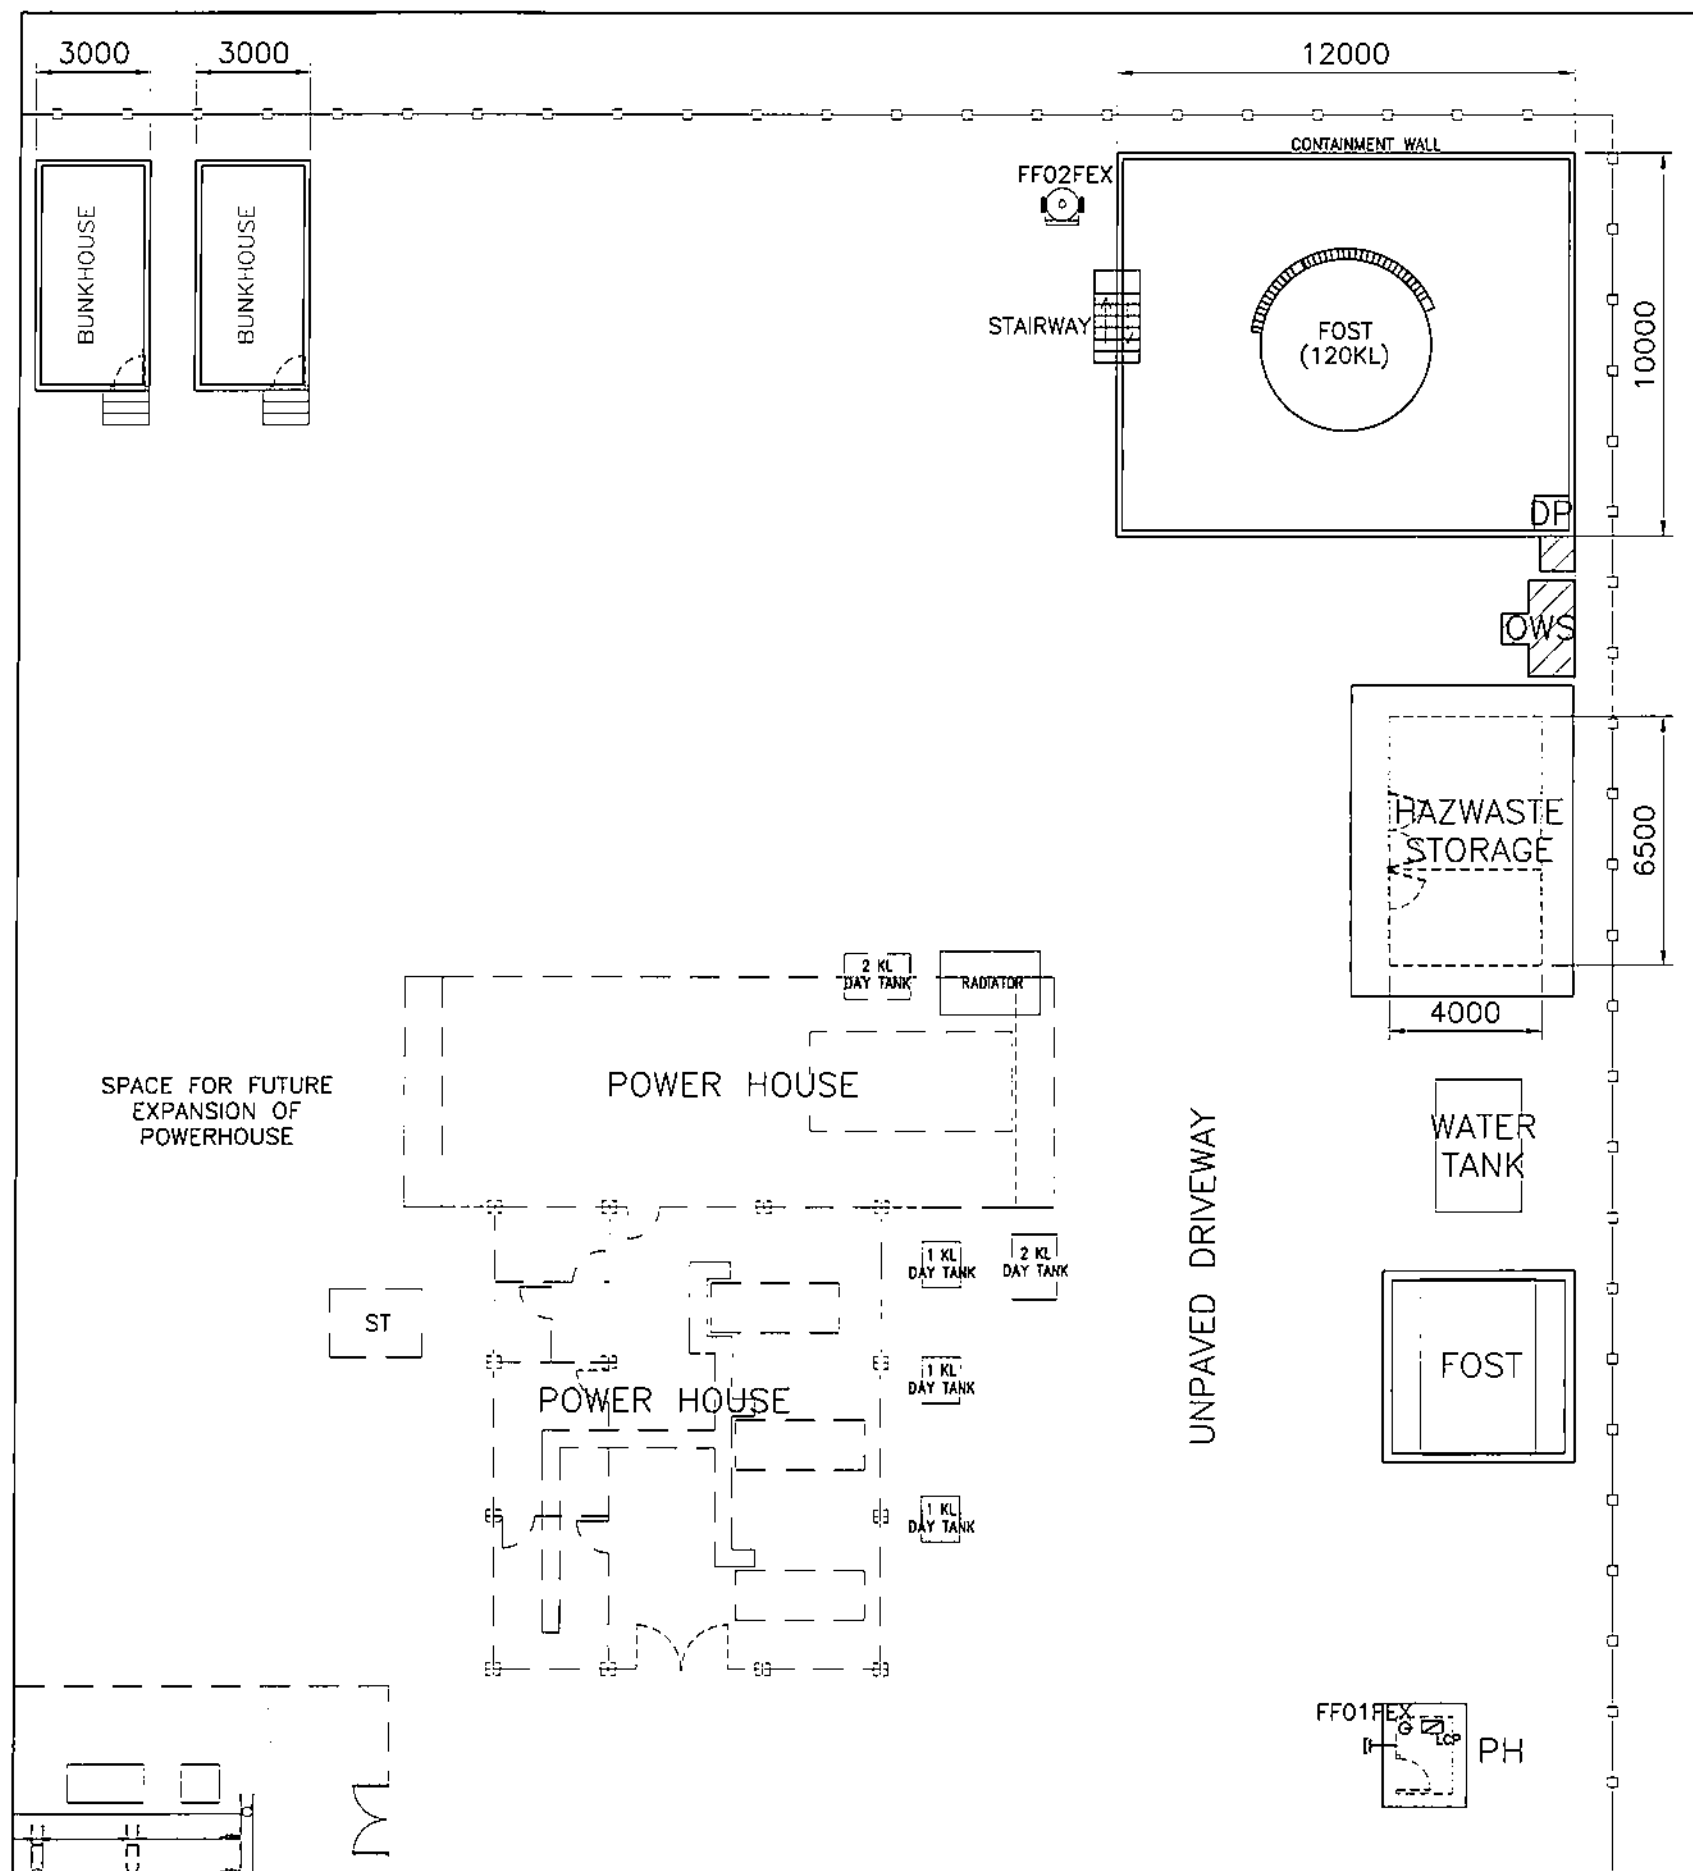 3000
3000
12000
CONTAINMENT WALL
FF02FEX
BUNKHOUSE
BUNKHOUSE
STAIRWAY
FOST
(120KL)
10000
DP
OWS
HAZWASTE
STORAGE
6500
4000
2 KL
DAY TANK
RADIATOR
POWER HOUSE
SPACE FOR FUTURE
EXPANSION OF
POWERHOUSE
WATER
TANK
UNPAVED DRIVEWAY
1 KL
DAY TANK
2 KL
DAY TANK
ST
FOST
1 KL
DAY TANK
POWER HOUSE
1 KL
DAY TANK
FF01FEX
LCP
PH